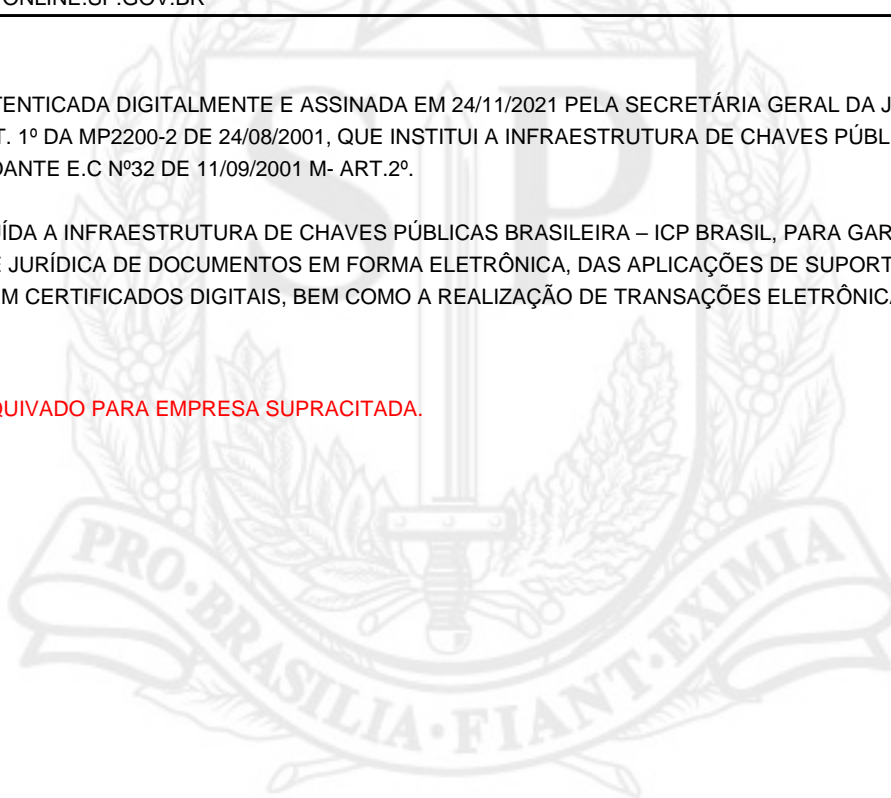 ONLINE.SP.GOV.BR
TENTICADA DIGITALMENTE E ASSINADA EM 24/11/2021 PELA SECRETÁRIA GERAL DA J
T. 1º DA MP2200-2 DE 24/08/2001, QUE INSTITUI A INFRAESTRUTURA DE CHAVES PÚBL
DANTE E.C Nº32 DE 11/09/2001 M- ART.2º.
ÍDA A INFRAESTRUTURA DE CHAVES PÚBLICAS BRASILEIRA – ICP BRASIL, PARA GAR
E JURÍDICA DE DOCUMENTOS EM FORMA ELETRÔNICA, DAS APLICAÇÕES DE SUPORT
M CERTIFICADOS DIGITAIS, BEM COMO A REALIZAÇÃO DE TRANSAÇÕES ELETRÔNICA
QUIVADO PARA EMPRESA SUPRACITADA.
SP
PRO·BRASILIA·FIANT·EXIMIA